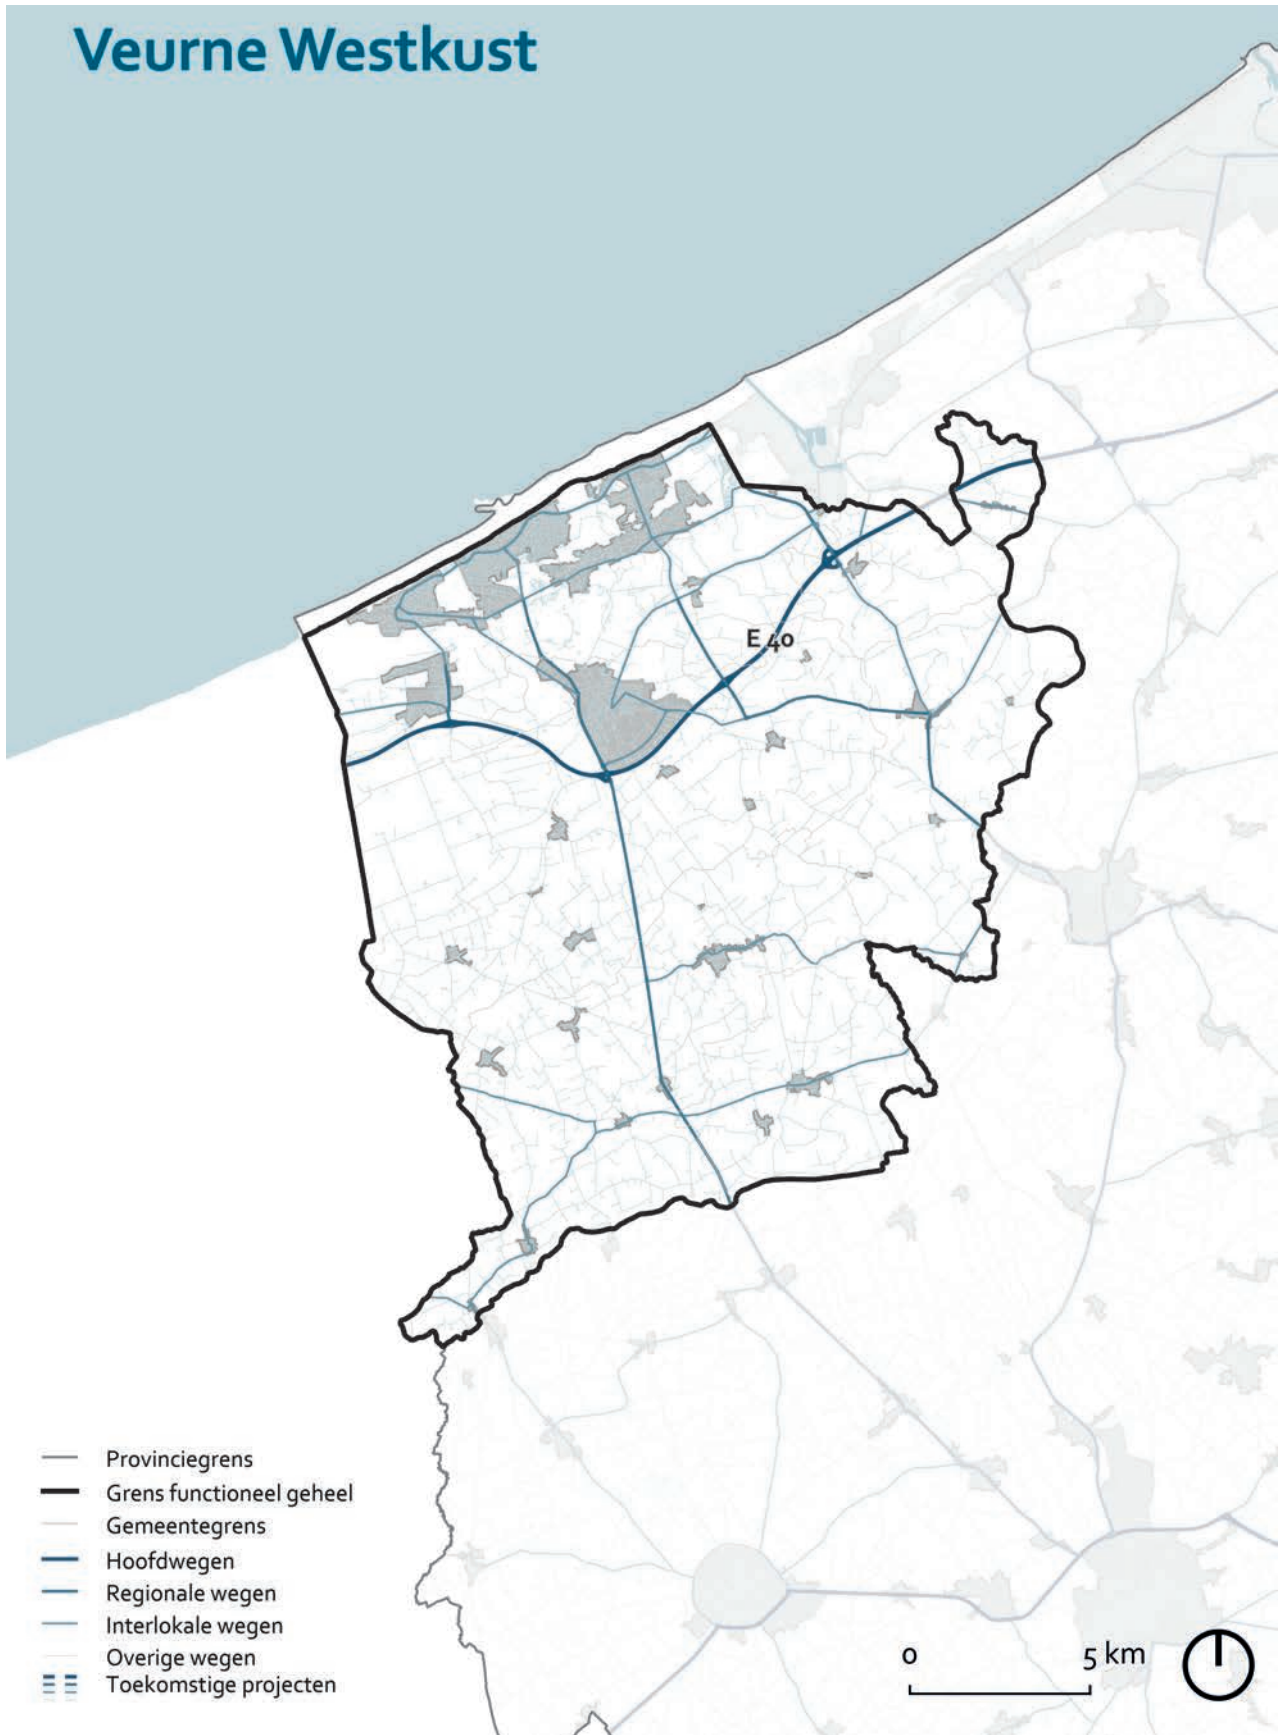 Veurne Westkust
E 40
Provinciegrens
Grens functioneel geheel
Gemeentegrens
Hoofdwegen
Regionale wegen
Interlokale wegen
Overige wegen
Toekomstige projecten
0 5 km